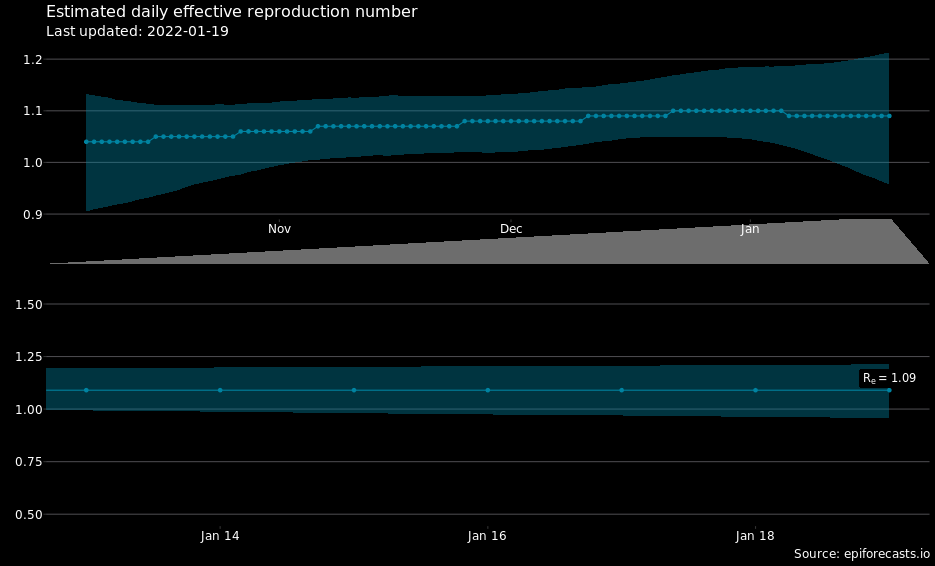 Estimated daily effective reproduction number
Last updated: 2022-01-19
1.2
1.1
1.0
0.9
Nov Dec Jan
1.50
1.25
Re = 1.09
1.00
0.75
0.50
Jan 14 Jan 16 Jan 18
Source: epiforecasts.io